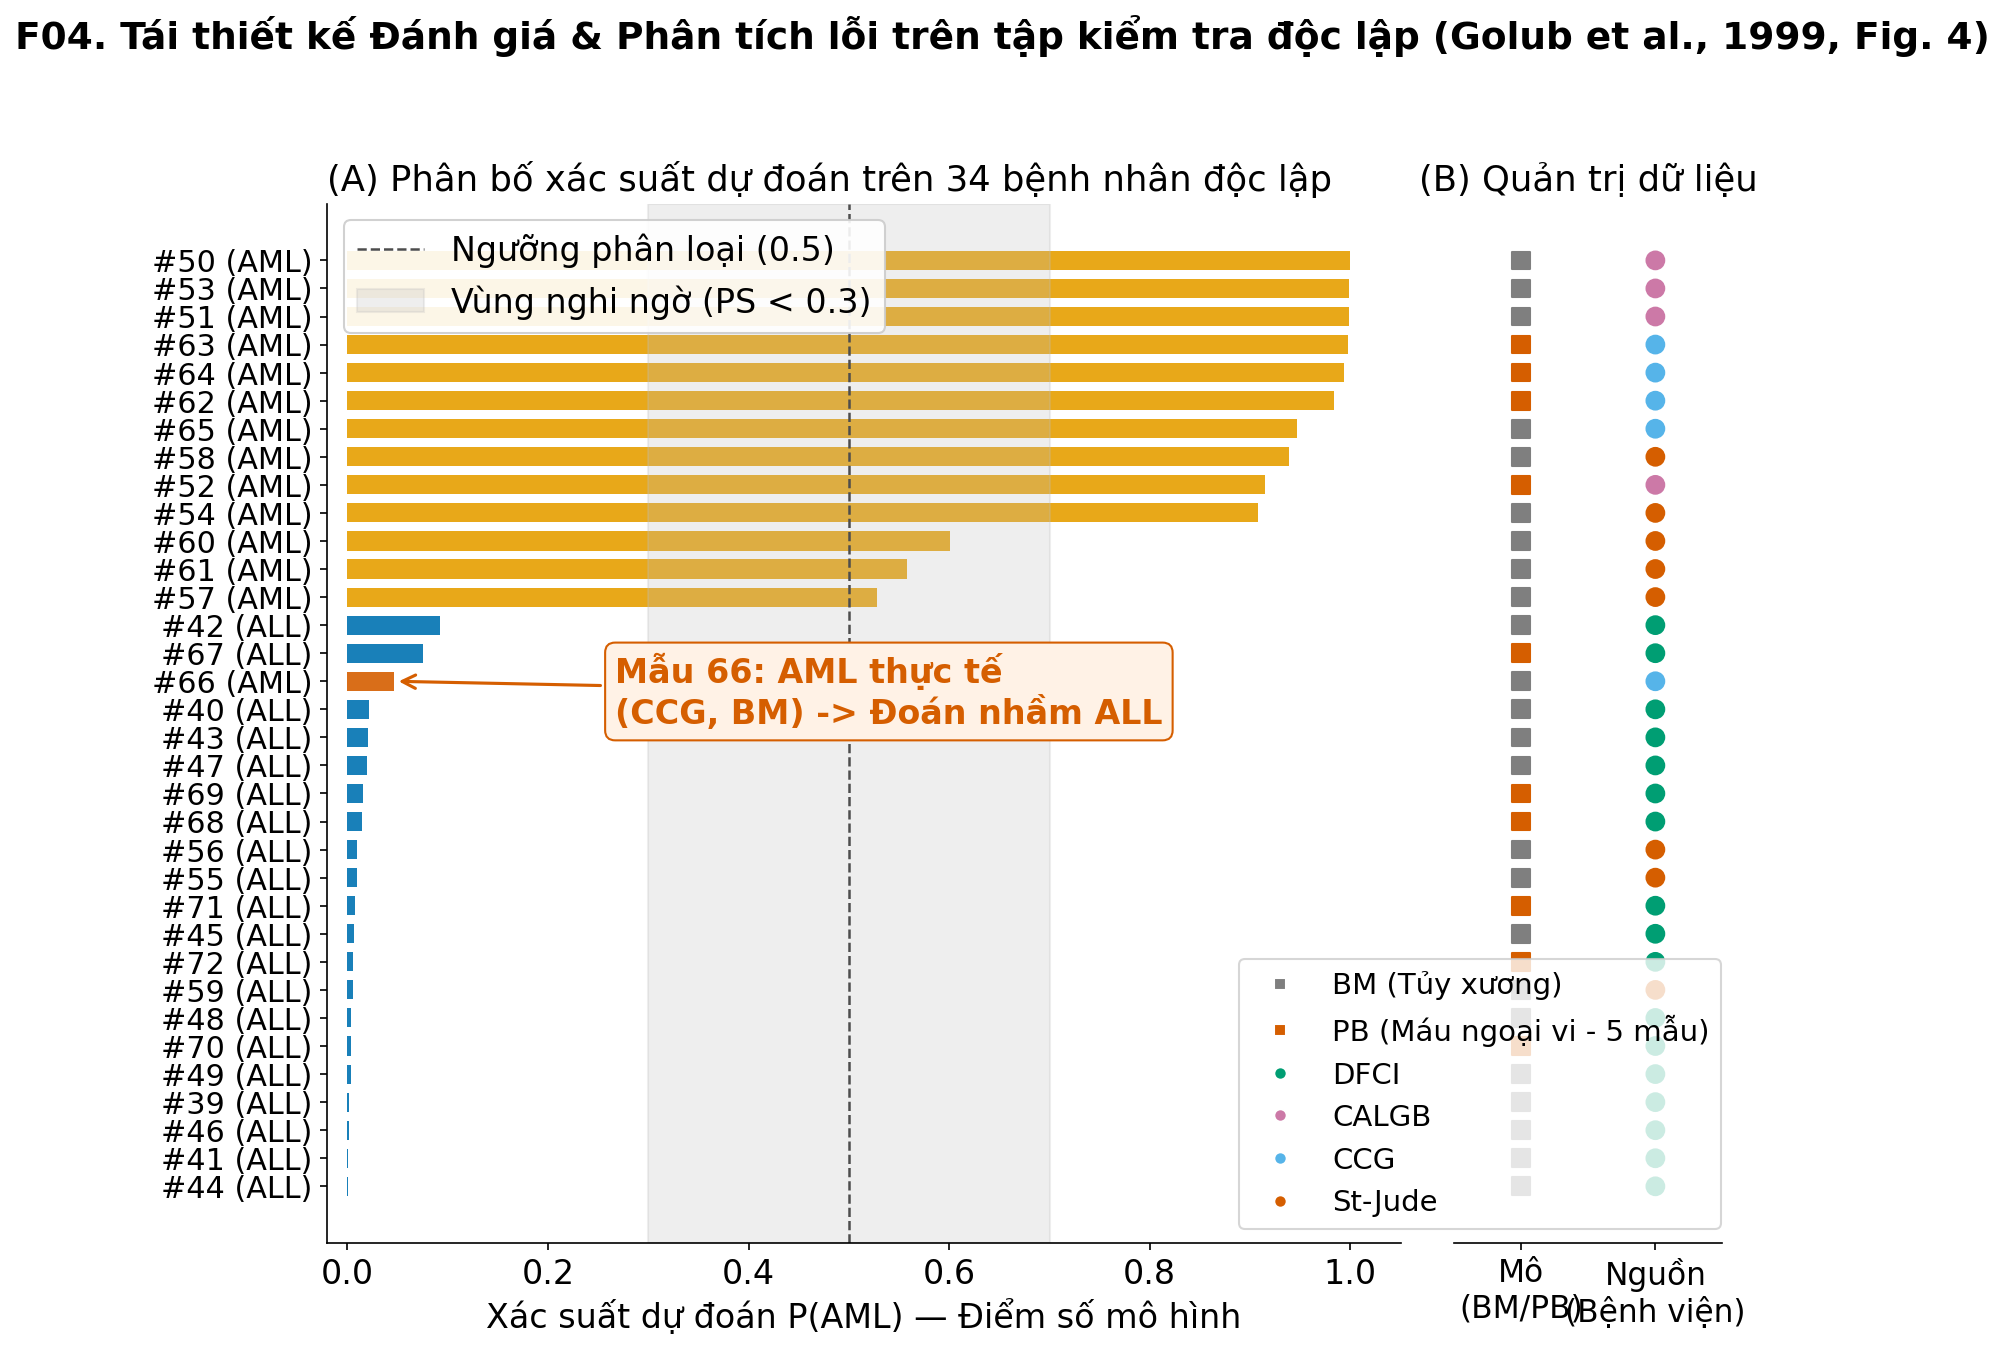 F04. Tái thiết kế Đánh giá & Phân tích lỗi trên tập kiểm tra độc lập (Golub et al., 1999, Fig. 4)
(A) Phân bố xác suất dự đoán trên 34 bệnh nhân độc lập
(B) Quản trị dữ liệu
Ngưỡng phân loại (0.5)
Vùng nghi ngờ (PS < 0.3)
#50 (AML)
#53 (AML)
#51 (AML)
#63 (AML)
#64 (AML)
#62 (AML)
#65 (AML)
#58 (AML)
#52 (AML)
#54 (AML)
#60 (AML)
#61 (AML)
#57 (AML)
#42 (ALL)
#67 (ALL)
#66 (AML)
#40 (ALL)
#43 (ALL)
#47 (ALL)
#69 (ALL)
#68 (ALL)
#56 (ALL)
#55 (ALL)
#71 (ALL)
#45 (ALL)
#72 (ALL)
#59 (ALL)
#48 (ALL)
#70 (ALL)
#49 (ALL)
#39 (ALL)
#46 (ALL)
#41 (ALL)
#44 (ALL)
Mẫu 66: AML thực tế
(CCG, BM) -> Đoán nhầm ALL
BM (Tủy xương)
PB (Máu ngoại vi - 5 mẫu)
DFCI
CALGB
CCG
St-Jude
0.0 0.2 0.4 0.6 0.8 1.0
Xác suất dự đoán P(AML) — Điểm số mô hình
Mô
(BM/PB)
Nguồn
(Bệnh viện)